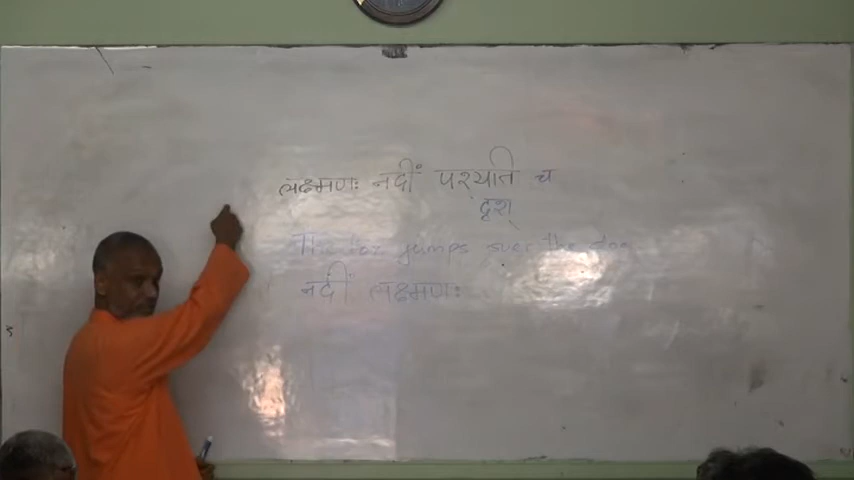 लक्ष्मणः नदीं पश्यति च
दृश्
The fox jumps over the dog
नदीं लक्ष्मणः